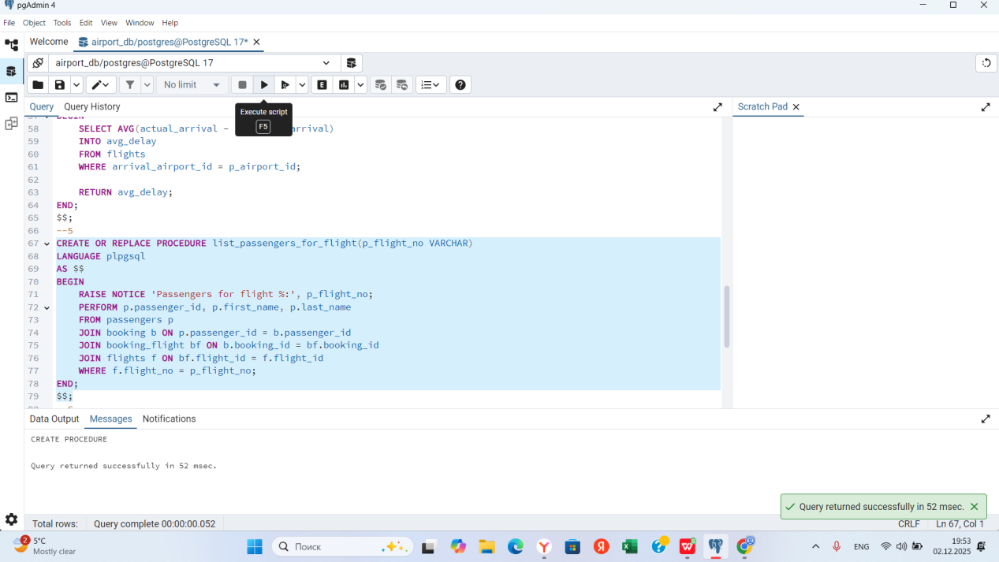 pgAdmin 4
File Object Tools Edit View Window Help
Welcome airport_db/postgres@PostgreSQL 17*
airport_db/postgres@PostgreSQL 17
No limit
E
Query Query History Scratch Pad
Execute script
F5
BEGIN
58 SELECT AVG(actual_arrival - arrival)
59 INTO avg_delay
60 FROM flights
61 WHERE arrival_airport_id = p_airport_id;
62
63 RETURN avg_delay;
64 END;
65 $$;
66 --5
67 CREATE OR REPLACE PROCEDURE list_passengers_for_flight(p_flight_no VARCHAR)
68 LANGUAGE plpgsql
69 AS $$
70 BEGIN
71 RAISE NOTICE 'Passengers for flight %:', p_flight_no;
72 PERFORM p.passenger_id, p.first_name, p.last_name
73 FROM passengers p
74 JOIN booking b ON p.passenger_id = b.passenger_id
75 JOIN booking_flight bf ON b.booking_id = bf.booking_id
76 JOIN flights f ON bf.flight_id = f.flight_id
77 WHERE f.flight_no = p_flight_no;
78 END;
79 $$;
Data Output Messages Notifications
CREATE PROCEDURE
Query returned successfully in 52 msec.
Query returned successfully in 52 msec.
Total rows: Query complete 00:00:00.052 CRLF Ln 67, Col 1
2
5°C
Mostly clear
Поиск
ENG
19:53
02.12.2025